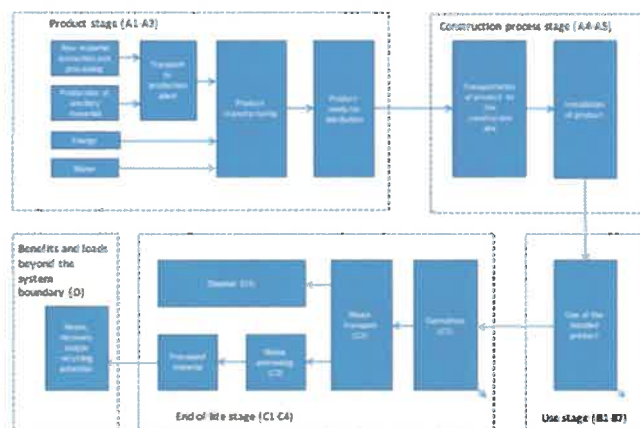 Product stage (A1-A3)
Construction process stage (A4-A5)
Raw material
extraction and
processing
Transport
to
production
plant
Production of
ancillary
materials
Energy
Water
Product
manufacturing
Product
ready for
distribution
Transportation
of product to
the
construction
site
Installation
of product
Benefits and loads
beyond the
system
boundary (D)
Reuse,
recovery,
and/or
recycling
potential
Disposal (C4)
Processed
material
Waste
processing
(C3)
Waste
transport
(C2)
Demolition
(C1)
Use of the
installed
product
End of life stage (C1-C4)
Use stage (B1-B7)